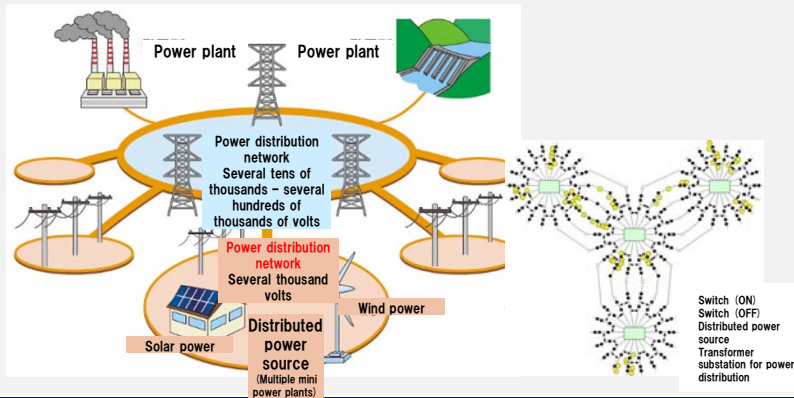 Power plant
Power plant
Power distribution
network
Several tens of
thousands – several
hundreds of
thousands of volts
Power distribution
network
Several thousand
volts
Wind power
Solar power
Distributed
power
source
(Multiple mini
power plants)
Switch (ON)
Switch (OFF)
Distributed power
source
Transformer
substation for power
distribution